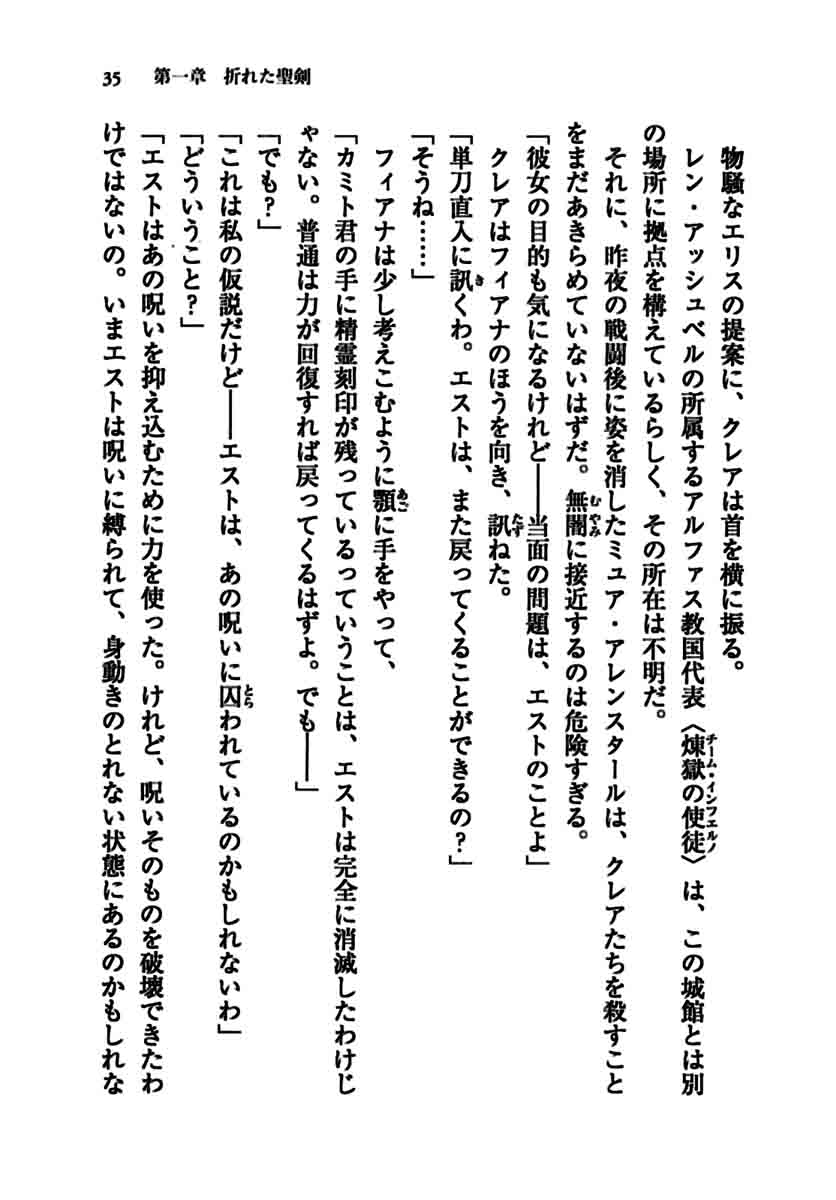 35　第一章　折れた聖剣
物騒なエリスの提案に、クレアは首を横に振る。
レン・アッシュベルの所属するアルファス教国代表〈煉獄の使徒〉は、この城館とは別
チーム・インフェルノ
の場所に拠点を構えているらしく、その所在は不明だ。
それに、昨夜の戦闘後に姿を消したミュア・アレンスタールは、クレアたちを殺すこと
をまだあきらめていないはずだ。無闇に接近するのは危険すぎる。
むやみ
「彼女の目的も気になるけれど――当面の問題は、エストのことよ」
クレアはフィアナのほうを向き、訊ねた。
たず
「単刀直入に訊くわ。エストは、また戻ってくることができるの？」
き
「そうね……」
フィアナは少し考えこむように顎に手をやって、
あご
「カミト君の手に精霊刻印が残っているっていうことは、エストは完全に消滅したわけじ
ゃない。普通は力が回復すれば戻ってくるはずよ。でも――」
「でも？」
「これは私の仮説だけど――エストは、あの呪いに囚われているのかもしれないわ」
とら
「どういうこと？」
「エストはあの呪いを抑え込むために力を使った。けれど、呪いそのものを破壊できたわ
けではないの。いまエストは呪いに縛られて、身動きのとれない状態にあるのかもしれな